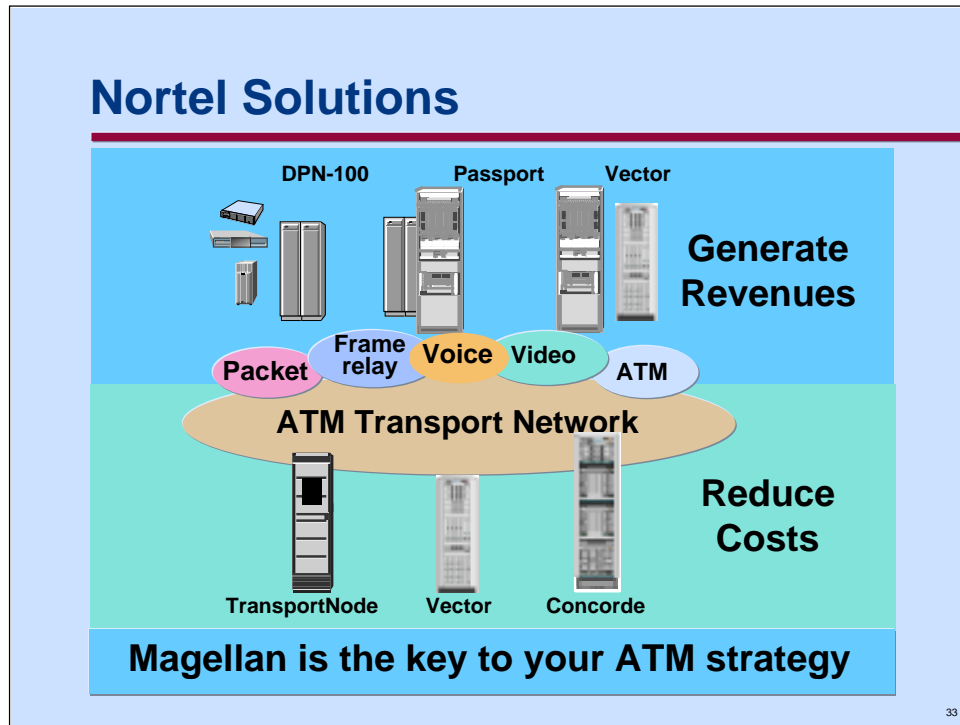 Nortel Solutions
DPN-100 Passport Vector
Generate
Revenues
Packet
Frame
relay
Voice
Video
ATM
ATM Transport Network
Reduce
Costs
TransportNode Vector Concorde
Magellan is the key to your ATM strategy
33